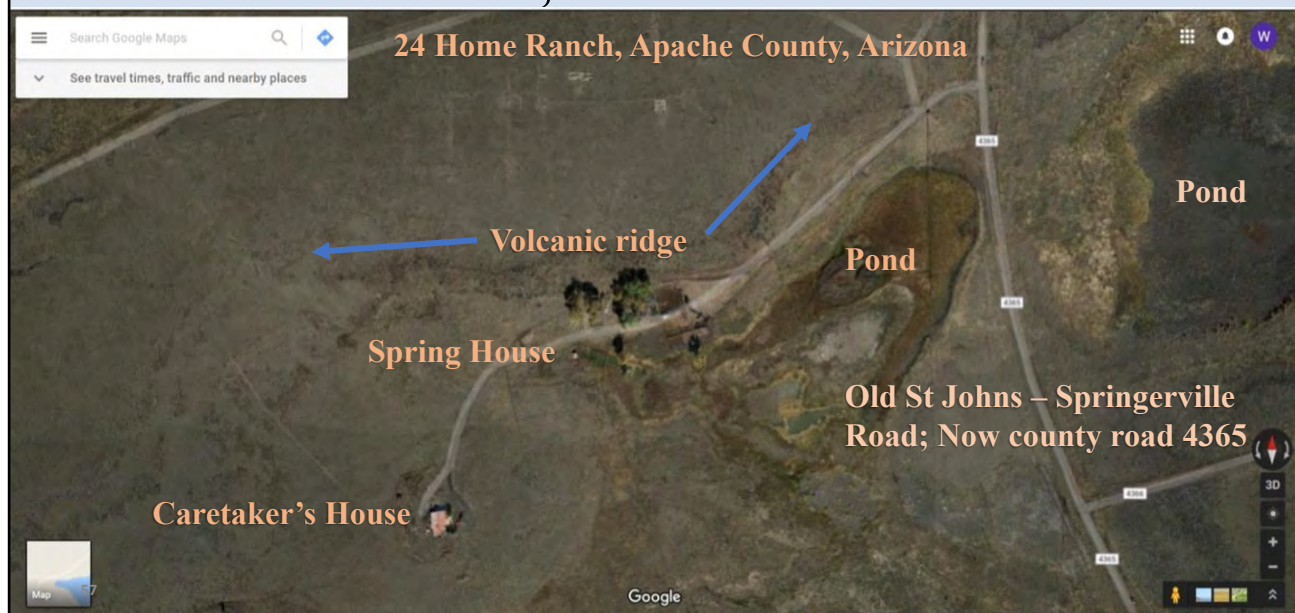 Search Google Maps
24 Home Ranch, Apache County, Arizona
W
See travel times, traffic and nearby places
4365
Pond
Volcanic ridge
Pond
4365
Spring House
Old St Johns – Springerville
Road; Now county road 4365
3D
4366
Caretaker's House
4365
Map
57
Google